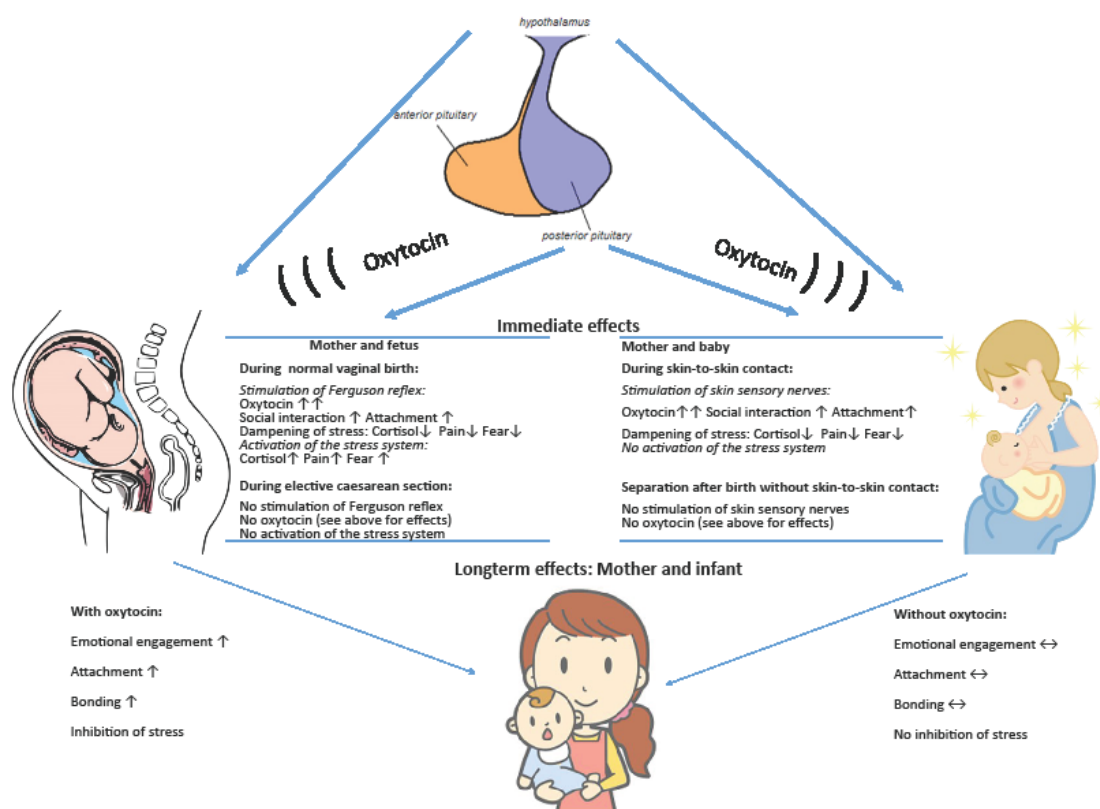 hypothalamus
anterior pituitary
posterior pituitary
Oxytocin
Oxytocin
Immediate effects
Mother and fetus
During normal vaginal birth:
Stimulation of Ferguson reflex:
Oxytocin ↑↑
Social interaction ↑ Attachment ↑
Dampening of stress: Cortisol↓ Pain↓ Fear↓
Activation of the stress system:
Cortisol↑ Pain↑ Fear ↑
During elective caesarean section:
No stimulation of Ferguson reflex
No oxytocin (see above for effects)
No activation of the stress system
Mother and baby
During skin-to-skin contact:
Stimulation of skin sensory nerves:
Oxytocin↑↑ Social interaction ↑ Attachment↑
Dampening of stress: Cortisol↓ Pain↓ Fear↓
No activation of the stress system
Separation after birth without skin-to-skin contact:
No stimulation of skin sensory nerves
No oxytocin (see above for effects)
Longterm effects: Mother and infant
With oxytocin:
Emotional engagement ↑
Attachment ↑
Bonding ↑
Inhibition of stress
Without oxytocin:
Emotional engagement ↔
Attachment ↔
Bonding ↔
No inhibition of stress